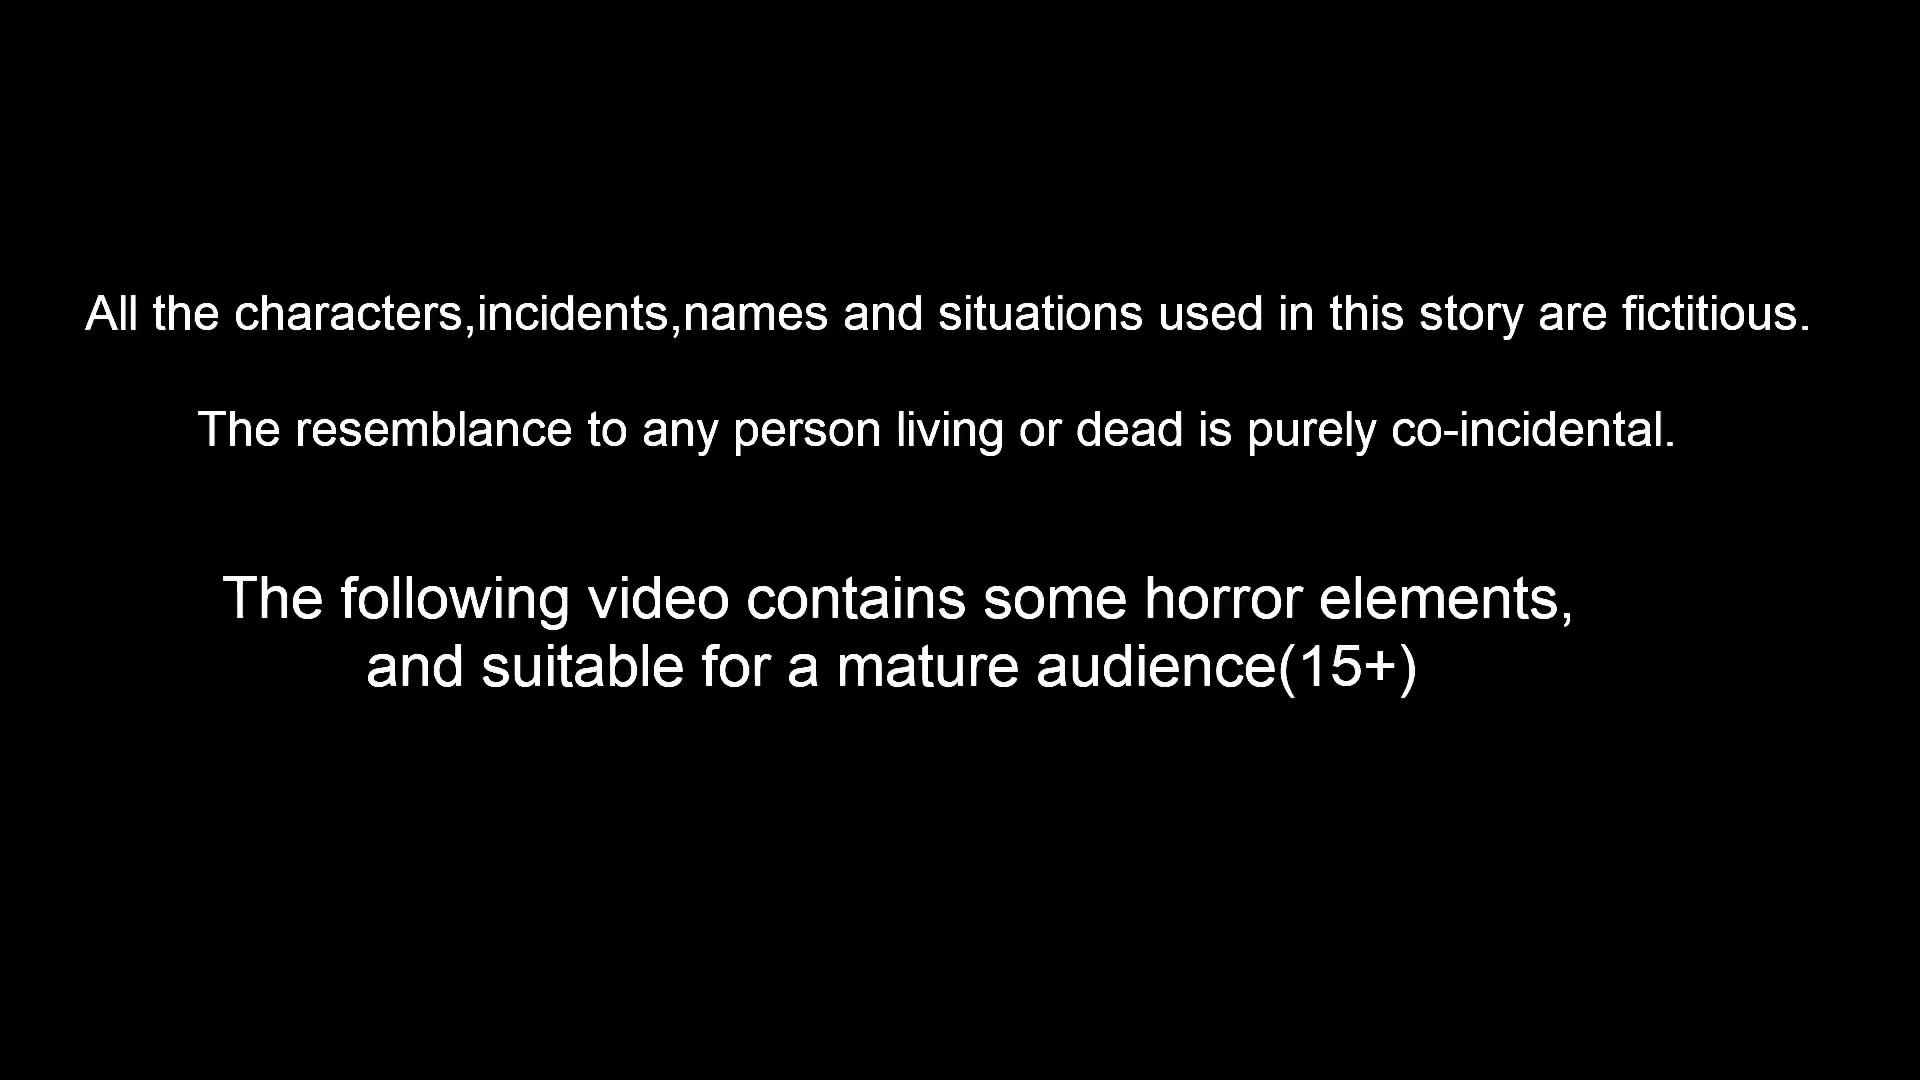 All the characters,incidents,names and situations used in this story are fictitious.
The resemblance to any person living or dead is purely co-incidental.
The following video contains some horror elements,
and suitable for a mature audience(15+)